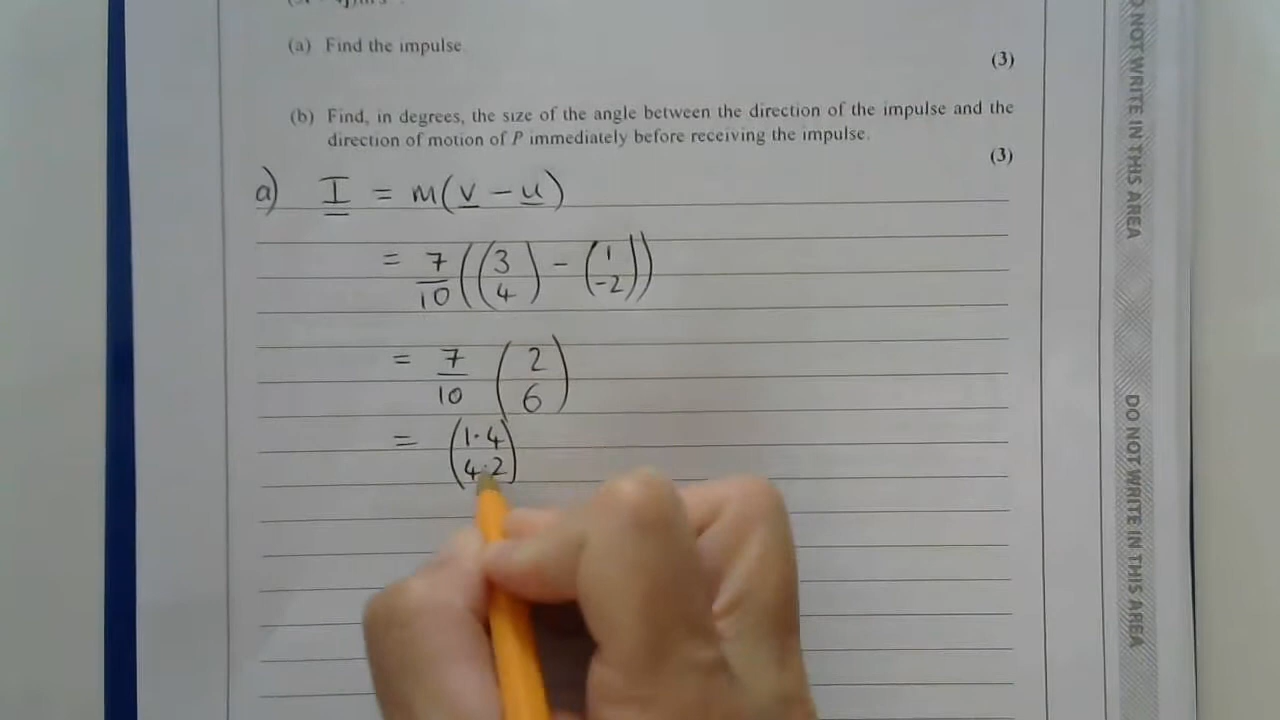 (a) Find the impulse
(3)
(b) Find, in degrees, the size of the angle between the direction of the impulse and the
direction of motion of P immediately before receiving the impulse.
(3)
a) I = m(v − u)
= 7/10 ((3 4) − (1 -2))
= 7/10 (2 6)
= (1·4 4·2)
DO NOT WRITE IN THIS AREA
DO NOT WRITE IN THIS AREA